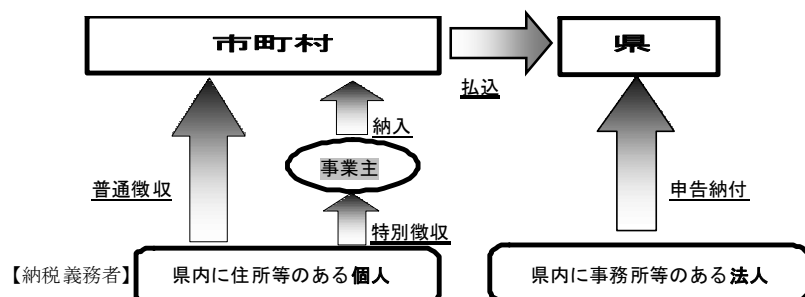 市町村
県
払込
納入
事業主
普通徴収
特別徴収
申告納付
【納税義務者】
県内に住所等のある個人
県内に事務所等のある法人